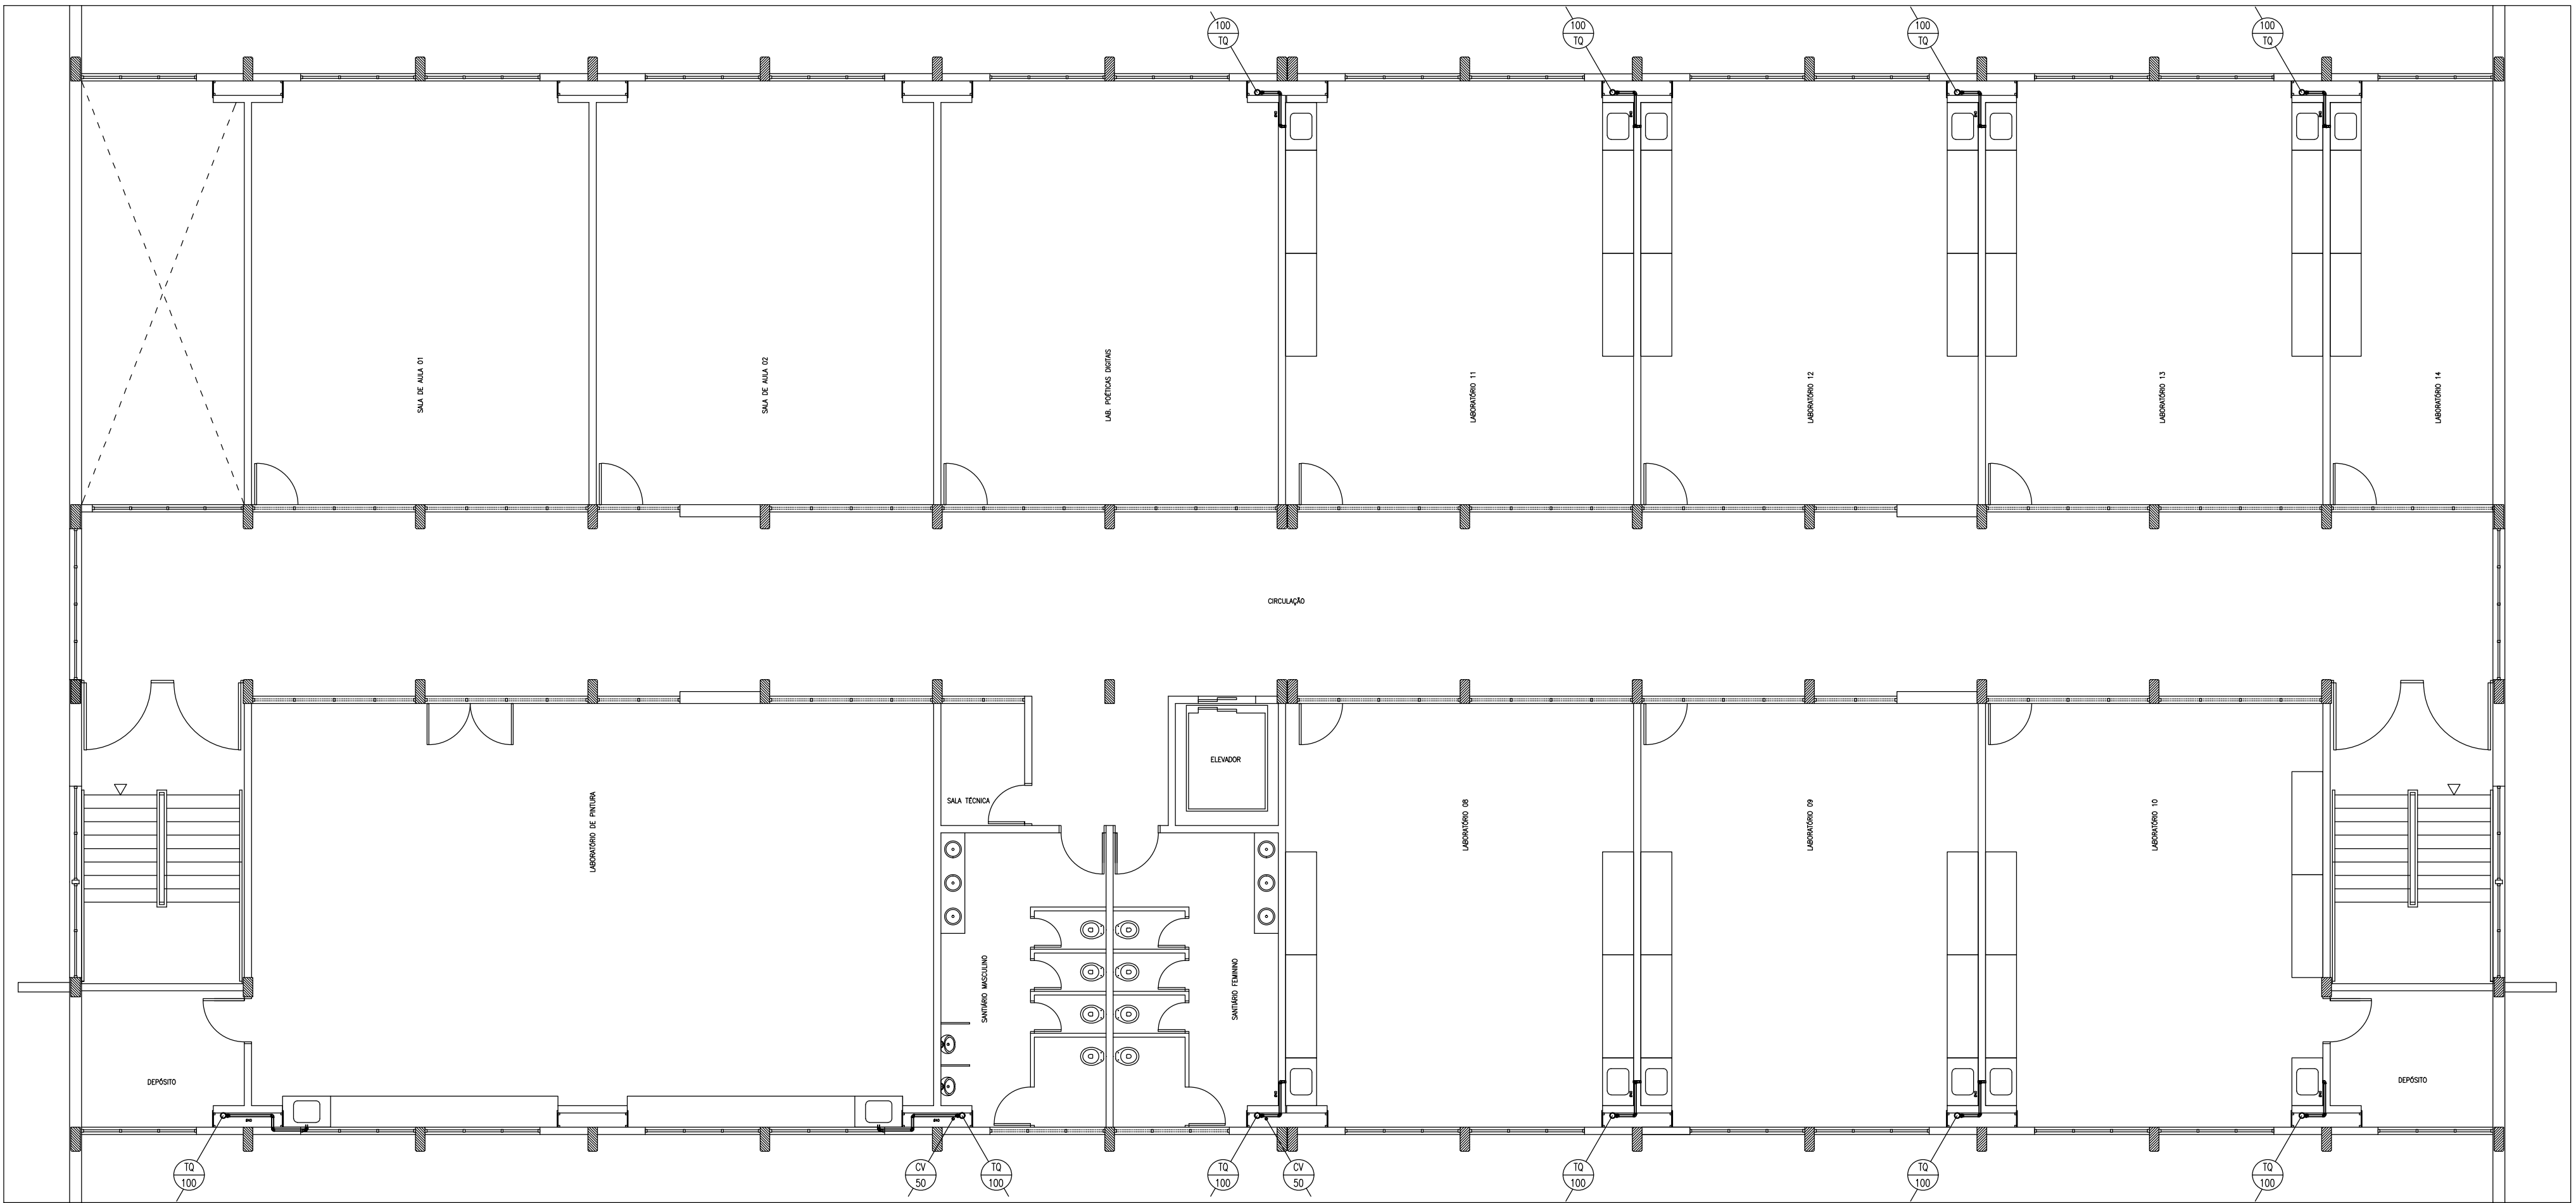 100
TQ
100
TQ
100
TQ
100
TQ
SALA DE AULA 01
SALA DE AULA 02
LAB. POÉTICAS DIGITAIS
LABORATÓRIO 11
LABORATÓRIO 12
LABORATÓRIO 13
LABORATÓRIO 14
CIRCULAÇÃO
ELEVADOR
SALA TÉCNICA
LABORATÓRIO DE PINTURA
LABORATÓRIO 08
LABORATÓRIO 09
LABORATÓRIO 10
SANTIÁRIO MASCULINO
SANTIÁRIO FEMININO
DEPÓSITO
DEPÓSITO
TQ
100
CV
50
TQ
100
TQ
100
CV
50
TQ
100
TQ
100
TQ
100